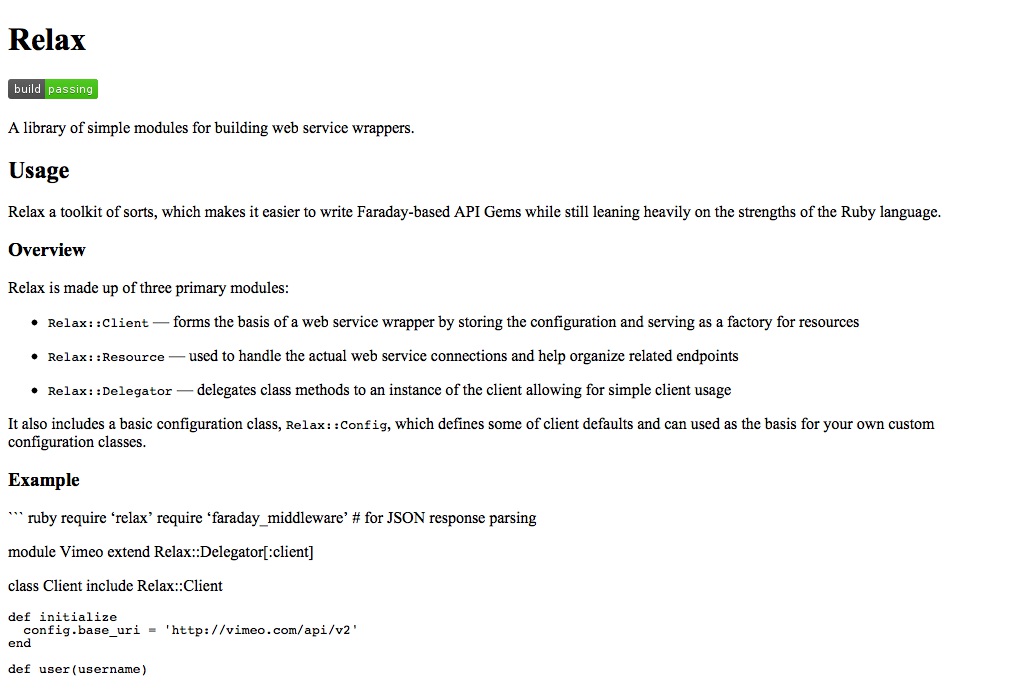 Relax
build passing
A library of simple modules for building web service wrappers.
Usage
Relax a toolkit of sorts, which makes it easier to write Faraday-based API Gems while still leaning heavily on the strengths of the Ruby language.
Overview
Relax is made up of three primary modules:
• Relax::Client — forms the basis of a web service wrapper by storing the configuration and serving as a factory for resources
• Relax::Resource — used to handle the actual web service connections and help organize related endpoints
• Relax::Delegator — delegates class methods to an instance of the client allowing for simple client usage
It also includes a basic configuration class, Relax::Config, which defines some of client defaults and can used as the basis for your own custom
configuration classes.
Example
``` ruby require ‘relax’ require ‘faraday_middleware’ # for JSON response parsing
module Vimeo extend Relax::Delegator[:client]
class Client include Relax::Client
def initialize
  config.base_uri = 'http://vimeo.com/api/v2'
end
def user(username)